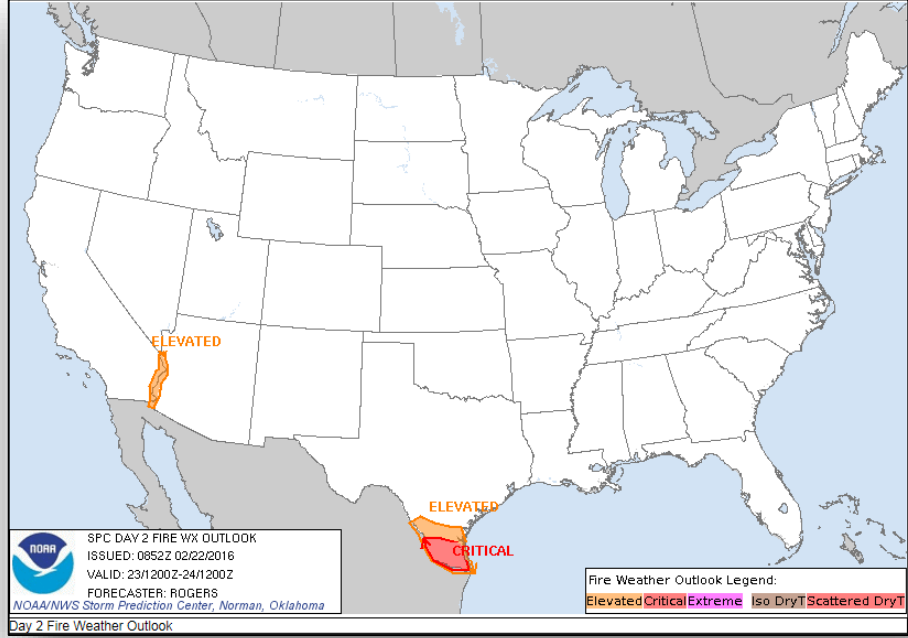 ELEVATED
ELEVATED
CRITICAL
NOAA
SPC DAY 2 FIRE WX OUTLOOK
ISSUED: 0852Z 02/22/2016
VALID: 23/1200Z-24/1200Z
FORECASTER: ROGERS
NOAA/NWS Storm Prediction Center, Norman, Oklahoma
Fire Weather Outlook Legend:
Elevated Critical Extreme Iso DryT Scattered DryT
Day 2 Fire Weather Outlook